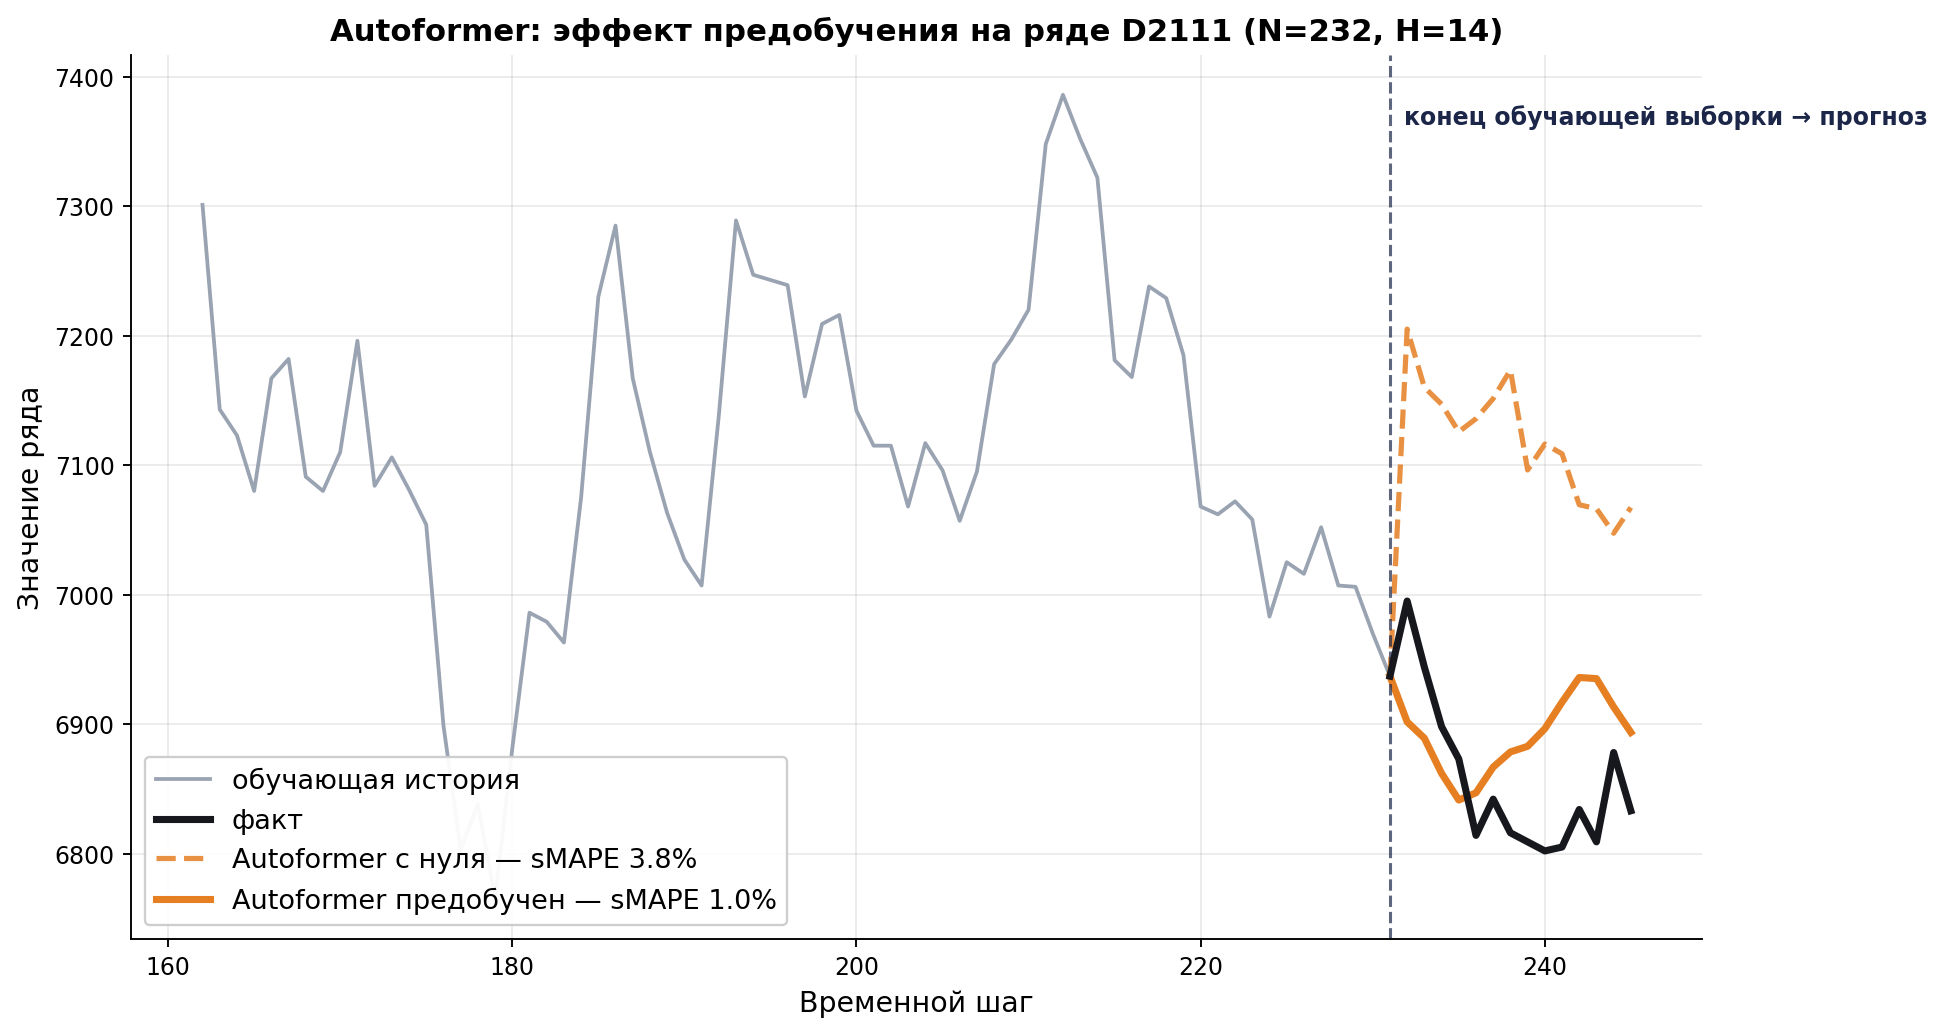 Autoformer: эффект предобучения на ряде D2111 (N=232, H=14)
7400
7300
7200
7100
7000
6900
6800
Значение ряда
конец обучающей выборки → прогноз
обучающая история
факт
Autoformer с нуля — sMAPE 3.8%
Autoformer предобучен — sMAPE 1.0%
160 180 200 220 240
Временной шаг